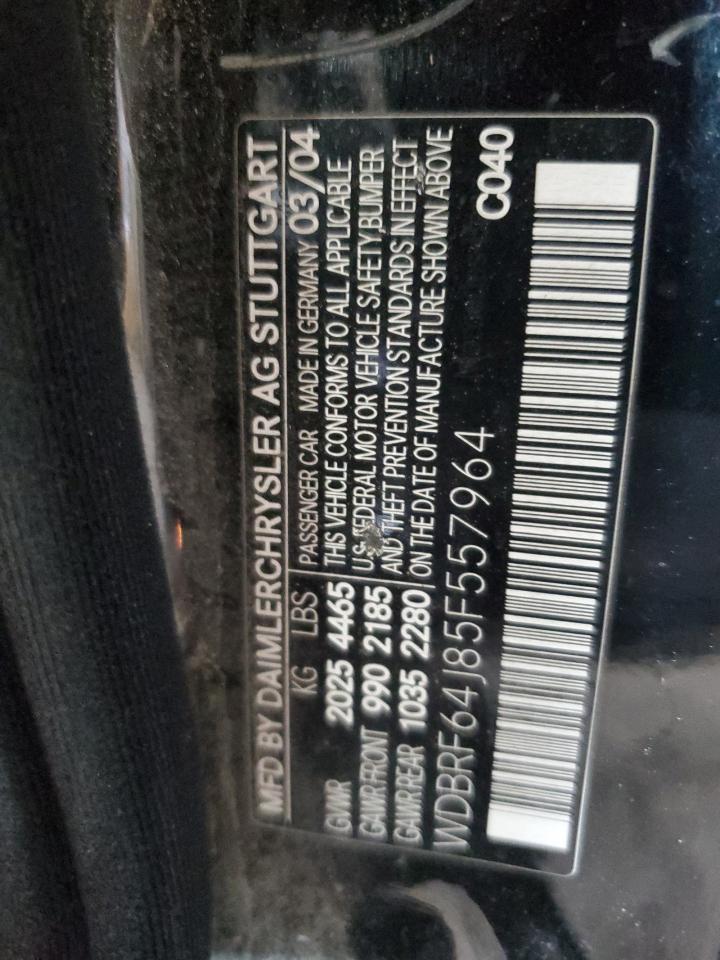 MFD BY DAIMLERCHRYSLER AG STUTTGART
KG LBS PASSENGER CAR MADE IN GERMANY 03/04
GVWR 2025 4465 THIS VEHICLE CONFORMS TO ALL APPLICABLE
GAWR FRONT 990 2185 U.S. FEDERAL MOTOR VEHICLE SAFETY, BUMPER
GAWR REAR 1035 2280 AND THEFT PREVENTION STANDARDS IN EFFECT
ON THE DATE OF MANUFACTURE SHOWN ABOVE
WDBRF64J85F557964 C040